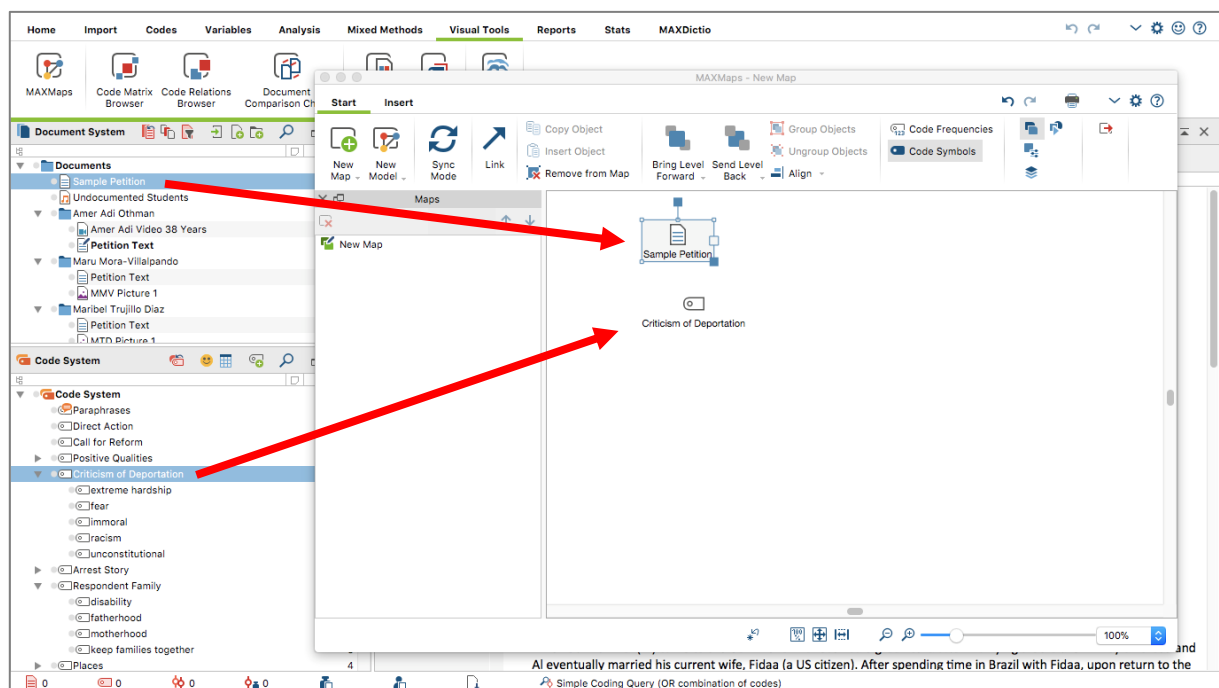 Home Import Codes Variables Analysis Mixed Methods Visual Tools Reports Stats MAXDictio
MAXMaps
Code Matrix
Browser
Code Relations
Browser
Document
Comparison Ch
MAXMaps - New Map
Start Insert
New
Map
New
Model
Sync
Mode
Link
Copy Object
Insert Object
Remove from Map
Bring Level
Forward
Send Level
Back
Group Objects
Ungroup Objects
Align
Code Frequencies
Code Symbols
Document System
Documents
Sample Petition
Undocumented Students
Amer Adi Othman
Amer Adi Video 38 Years
Petition Text
Maru Mora-Villalpando
Petition Text
MMV Picture 1
Maribel Trujillo Diaz
Petition Text
MTD Picture 1
Maps
New Map
Sample Petition
Criticism of Deportation
Code System
Code System
Paraphrases
Direct Action
Call for Reform
Positive Qualities
Criticism of Deportation
extreme hardship
fear
immoral
racism
unconstitutional
Arrest Story
Respondent Family
disability
fatherhood
motherhood
keep families together
Places 4
100%
and
Al eventually married his current wife, Fidaa (a US citizen). After spending time in Brazil with Fidaa, upon return to the
0 0 0 0 Simple Coding Query (OR combination of codes)